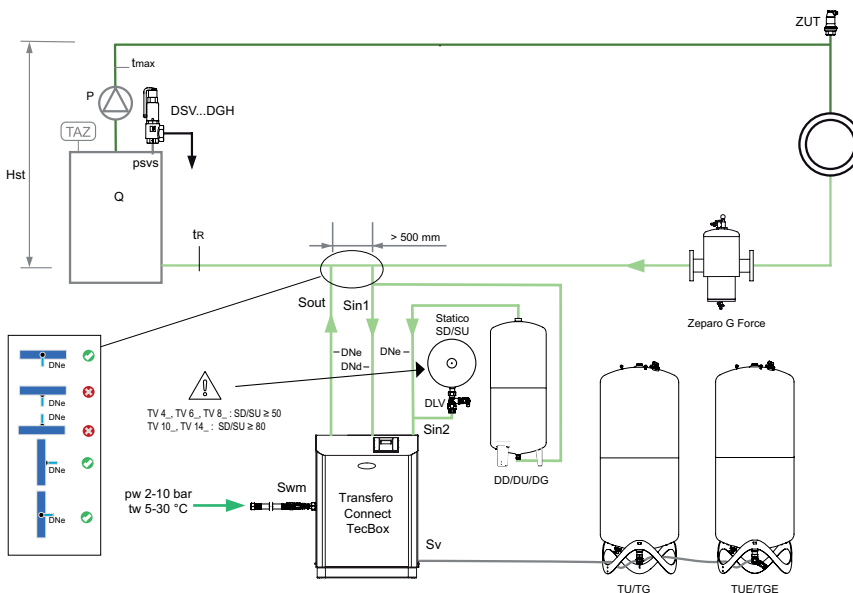 ZUT
tmax
P
DSV...DGH
TAZ
psvs
Hst
Q
tR
> 500 mm
Zeparo G Force
Sout
Sin1
Statico
SD/SU
DNe
DNd
DNe
DLV
Sin2
DD/DU/DG
DNe
DNe
DNe
DNe
DNe
TV 4_, TV 6_, TV 8_ : SD/SU ≥ 50
TV 10_, TV 14_ : SD/SU ≥ 80
pw 2-10 bar
tw 5-30 °C
Swm
Transfero
Connect
TecBox
Sv
TU/TG
TUE/TGE